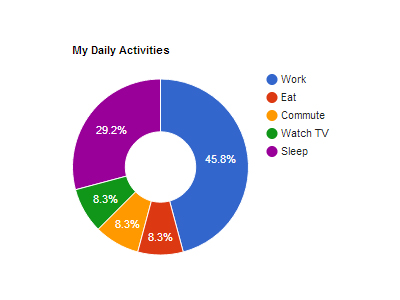 My Daily Activities
Work
Eat
Commute
Watch TV
Sleep
29.2%
45.8%
8.3%
8.3%
8.3%